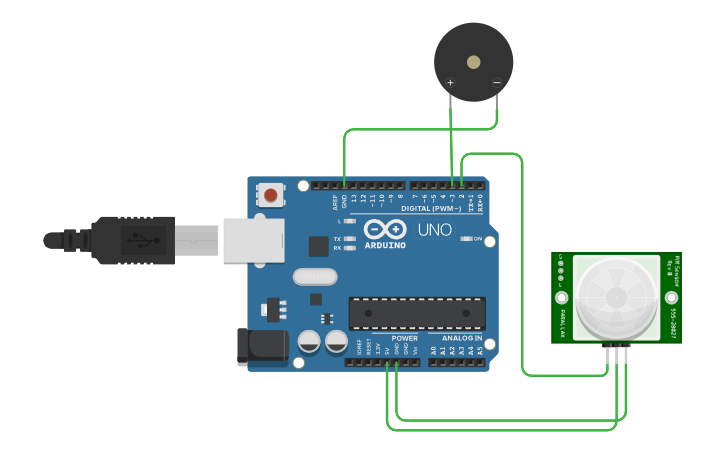 + −
AREF
GND
13
12
~11
~10
~9
8
7
~6
~5
4
~3
2
TX→1
RX←0
DIGITAL (PWM~)
L
TX
RX
ARDUINO
UNO
ON
POWER
ANALOG IN
IOREF
RESET
3.3V
5V
GND
GND
Vin
A0
A1
A2
A3
A4
A5
PIR Sensor
555-28027
PARALLAX